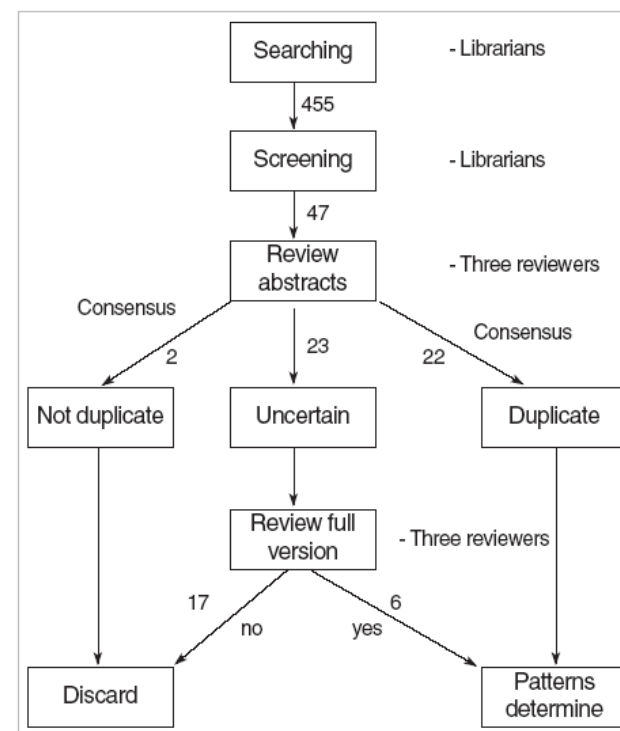 Searching
- Librarians
455
Screening
- Librarians
47
Review
abstracts
- Three reviewers
Consensus
Consensus
2
23
22
Not duplicate
Uncertain
Duplicate
Review full
version
- Three reviewers
17
6
no
yes
Discard
Patterns
determine